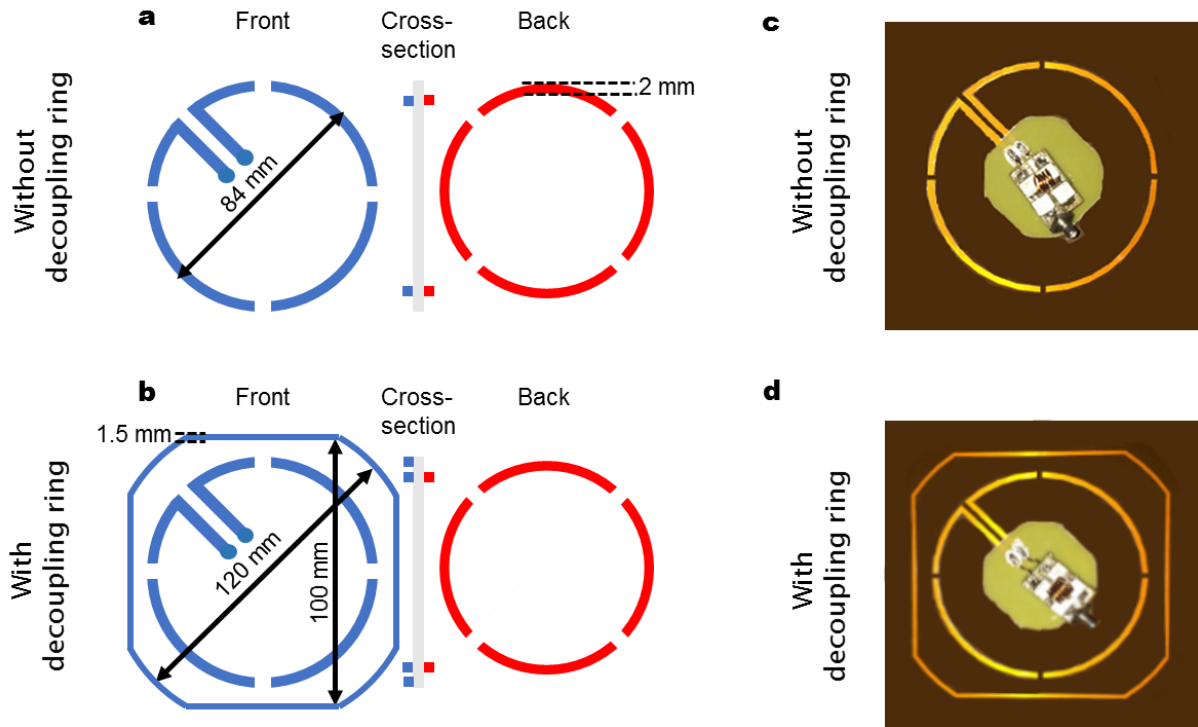 a
Front
Cross-
section
Back
c
Without
decoupling ring
84 mm
2 mm
Without
decoupling ring
b
Front
Cross-
section
Back
d
With
decoupling ring
1.5 mm
120 mm
100 mm
With
decoupling ring